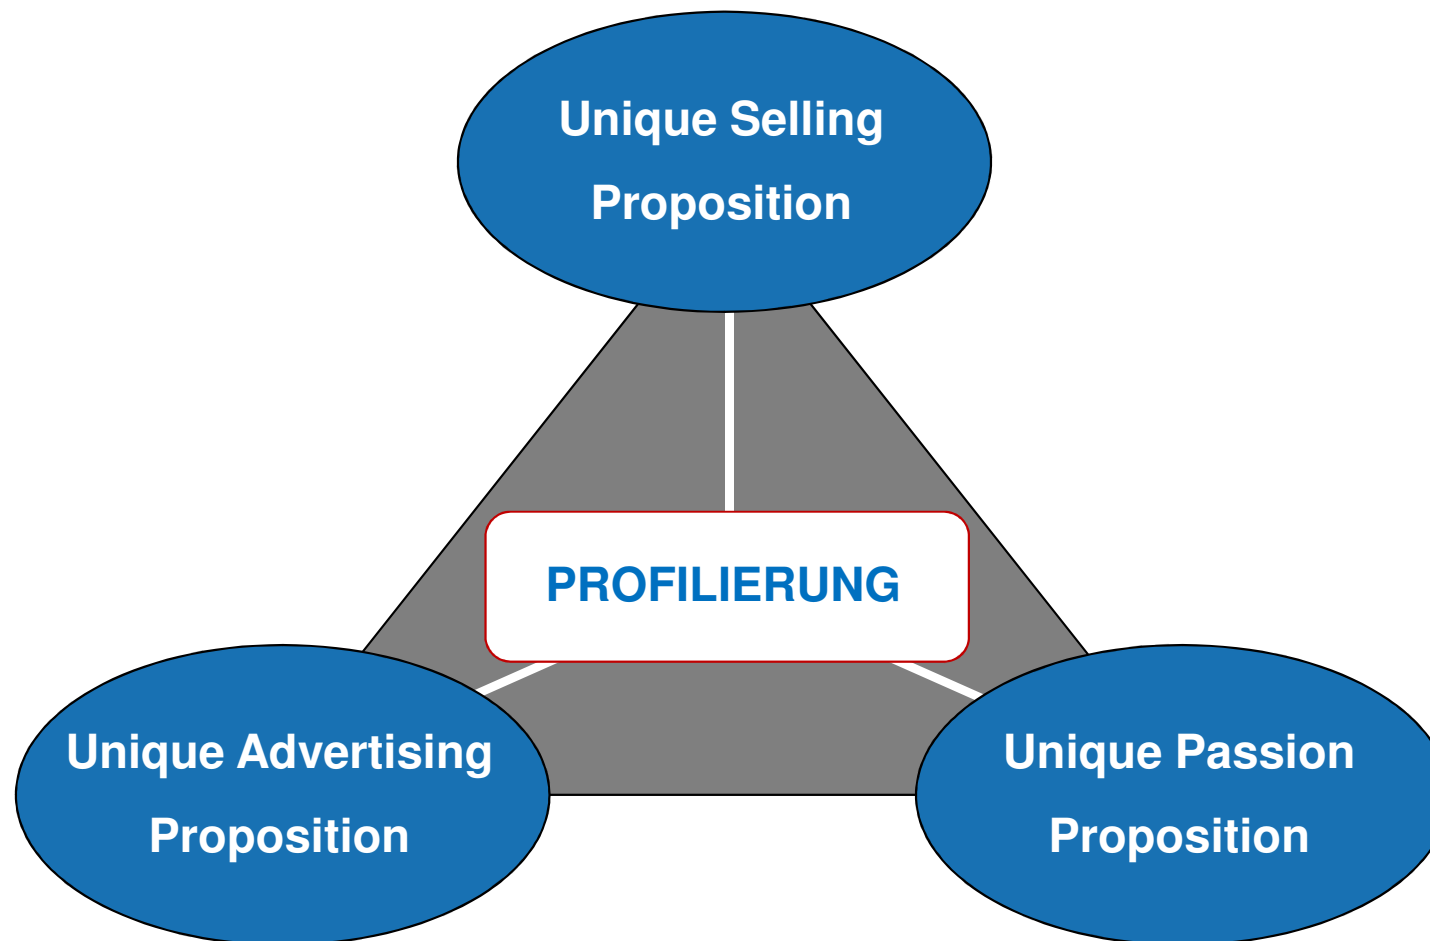 Unique Selling
Proposition
PROFILIERUNG
Unique Advertising
Proposition
Unique Passion
Proposition